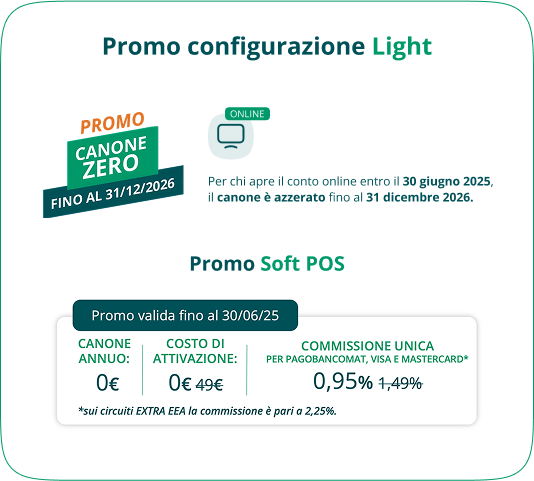 Promo configurazione Light
PROMO
CANONE
ZERO
FINO AL 31/12/2026
ONLINE
Per chi apre il conto online entro il 30 giugno 2025,
il canone è azzerato fino al 31 dicembre 2026.
Promo Soft POS
Promo valida fino al 30/06/25
CANONE
ANNUO:
0€
COSTO DI
ATTIVAZIONE:
0€ 49€
COMMISSIONE UNICA
PER PAGOBANCOMAT, VISA E MASTERCARD*
0,95% 1,49%
*sui circuiti EXTRA EEA la commissione è pari a 2,25%.